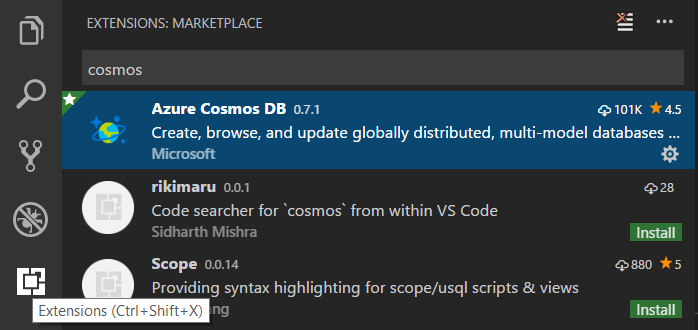 EXTENSIONS: MARKETPLACE
cosmos
Azure Cosmos DB 0.7.1 101K 4.5
Create, browse, and update globally distributed, multi-model databases ...
Microsoft
rikimaru 0.0.1 28
Code searcher for `cosmos` from within VS Code
Sidharth Mishra Install
Scope 0.0.14 880 5
Providing syntax highlighting for scope/usql scripts & views
Extensions (Ctrl+Shift+X) Install